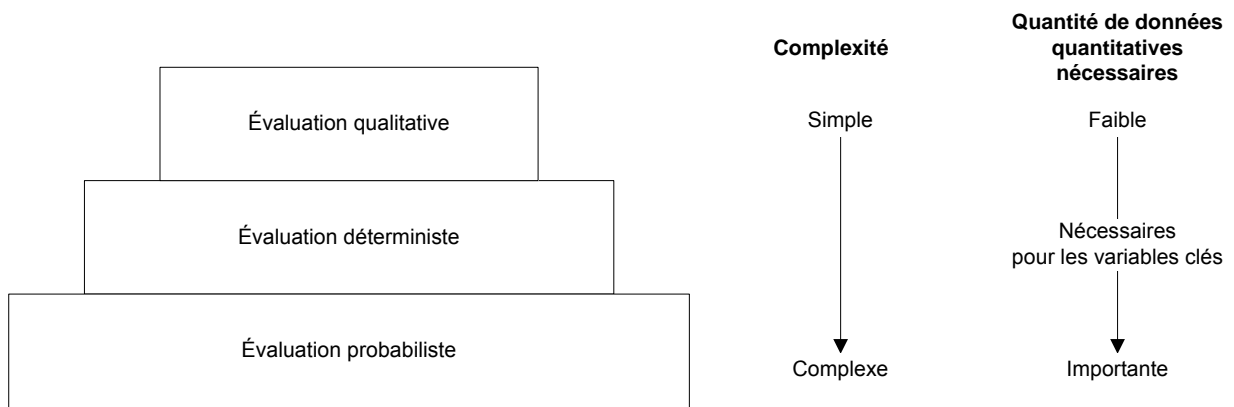 Évaluation qualitative
Évaluation déterministe
Évaluation probabiliste
Complexité
Simple
Complexe
Quantité de données
quantitatives
nécessaires
Faible
Nécessaires
pour les variables clés
Importante